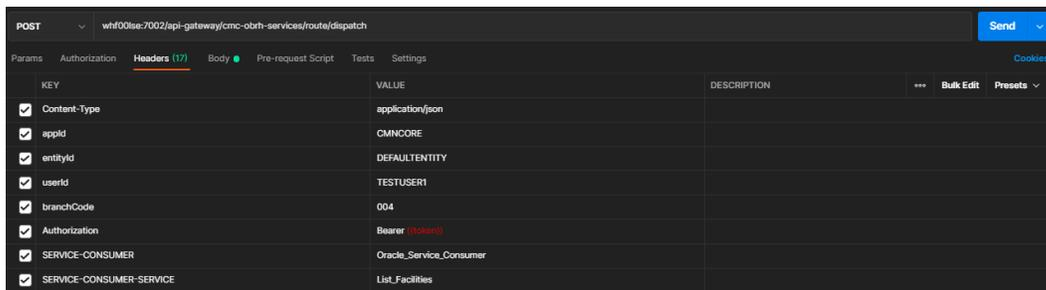 POST whf00lse:7002/api-gateway/cmc-obrh-services/route/dispatch Send
Params Authorization Headers (17) Body Pre-request Script Tests Settings Cookies
KEY VALUE DESCRIPTION ••• Bulk Edit Presets
Content-Type application/json
appId CMNCORE
entityId DEFAULTENTITY
userId TESTUSER1
branchCode 004
Authorization Bearer {{token}}
SERVICE-CONSUMER Oracle_Service_Consumer
SERVICE-CONSUMER-SERVICE List_Facilities